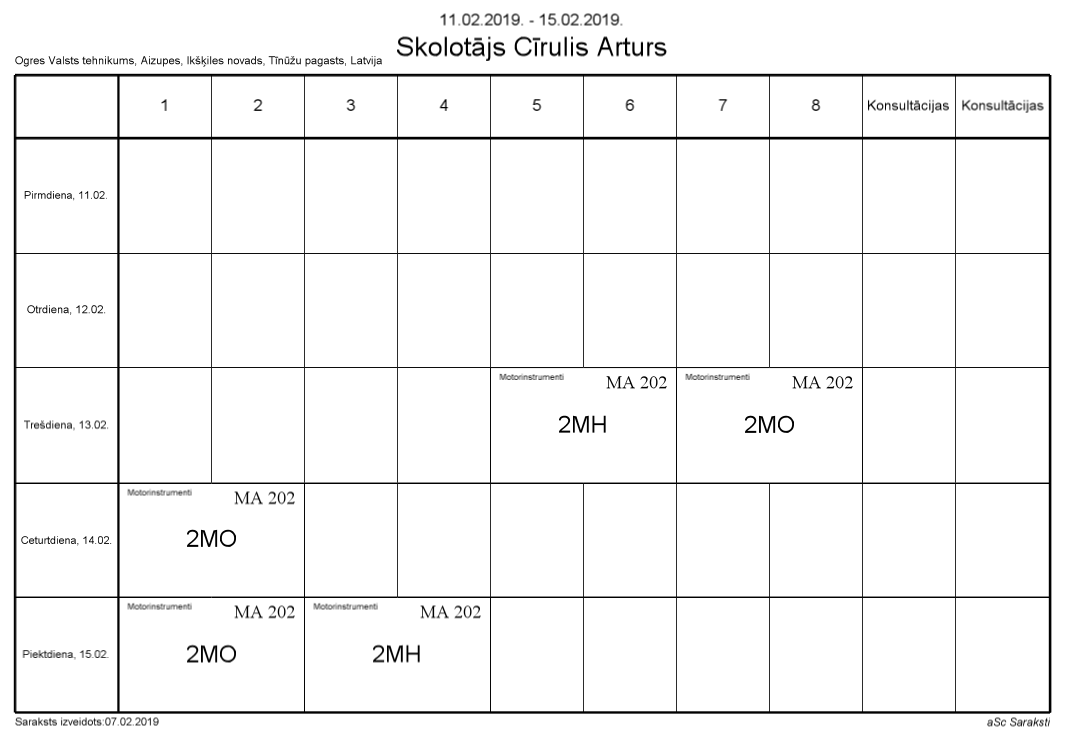 11.02.2019. - 15.02.2019.
Skolotājs Cīrulis Arturs
Ogres Valsts tehnikums, Aizupes, Ikšķiles novads, Tīnūžu pagasts, Latvija
1 2 3 4 5 6 7 8 Konsultācijas Konsultācijas
Pirmdiena, 11.02.
Otrdiena, 12.02.
Motorinstrumenti MA 202 Motorinstrumenti MA 202
Trešdiena, 13.02. 2MH 2MO
Motorinstrumenti MA 202
Ceturtdiena, 14.02. 2MO
Motorinstrumenti MA 202 Motorinstrumenti MA 202
Piektdiena, 15.02. 2MO 2MH
Saraksts izveidots:07.02.2019 aSc Saraksti